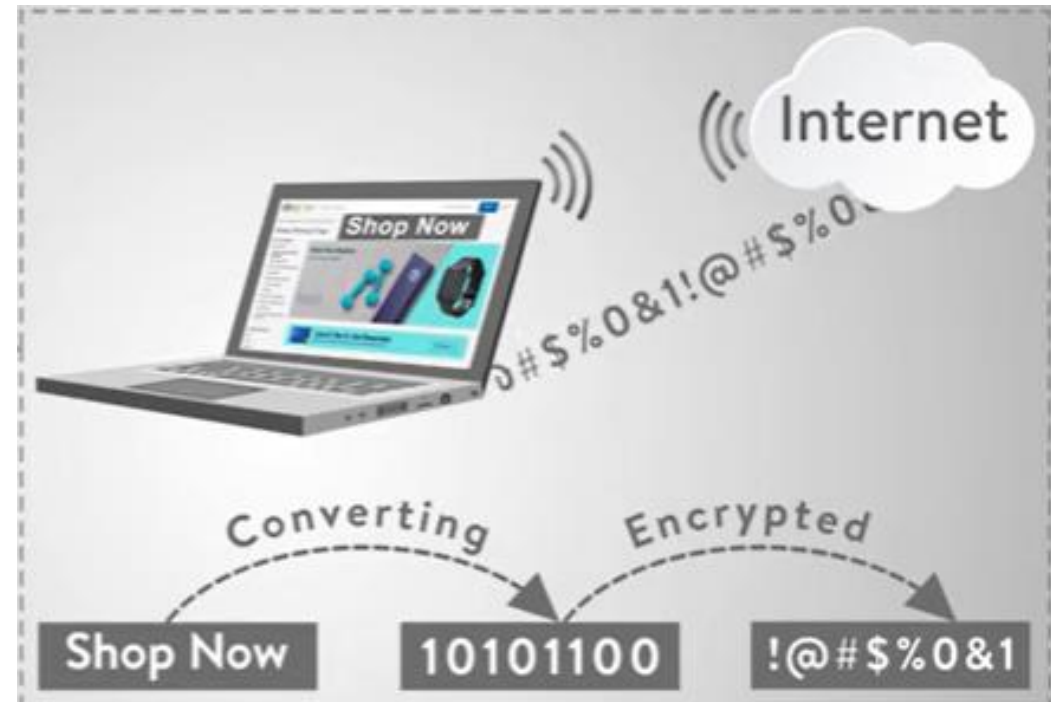 Internet
Shop Now
#$%0&1!@#$%0
Converting
Encrypted
Shop Now
10101100
!@#$%0&1